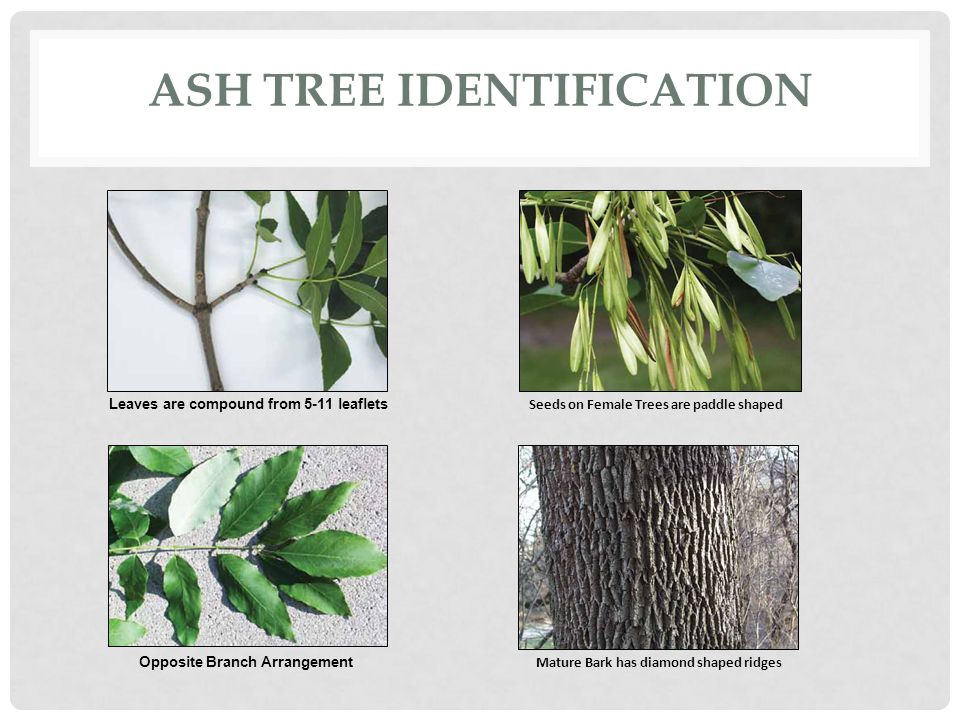 ASH TREE IDENTIFICATION
Leaves are compound from 5-11 leaflets
Seeds on Female Trees are paddle shaped
Opposite Branch Arrangement
Mature Bark has diamond shaped ridges